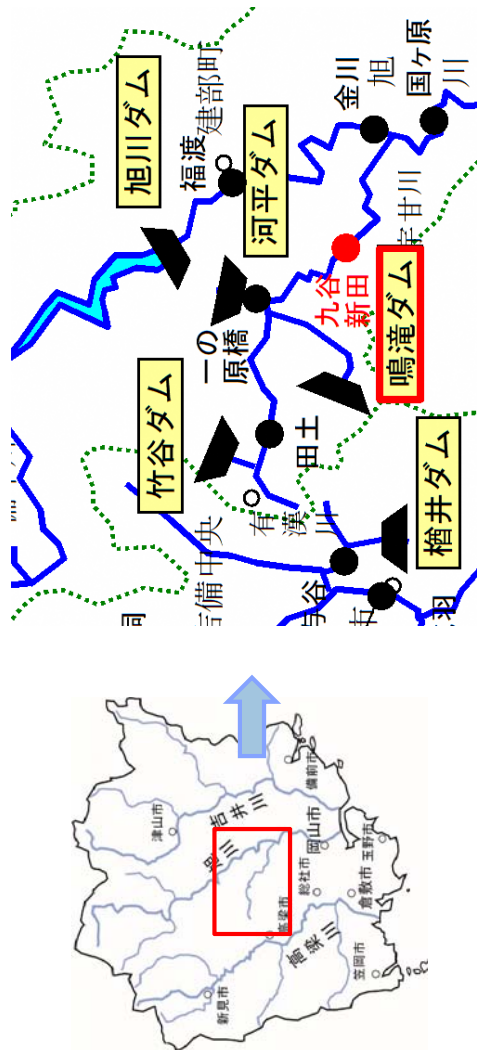 旭川ダム
建部町
福渡
河平ダム
金川
旭
国ヶ原
川
一の
原橋
九谷
新田
甘川
鳴滝ダム
竹谷ダム
田土
有
漢
川
吉備中央
楢井ダム
津山市
吉井川
備前市
旭川
岡山市
玉野市
総社市
倉敷市
高梁市
高梁川
新見市
笠岡市